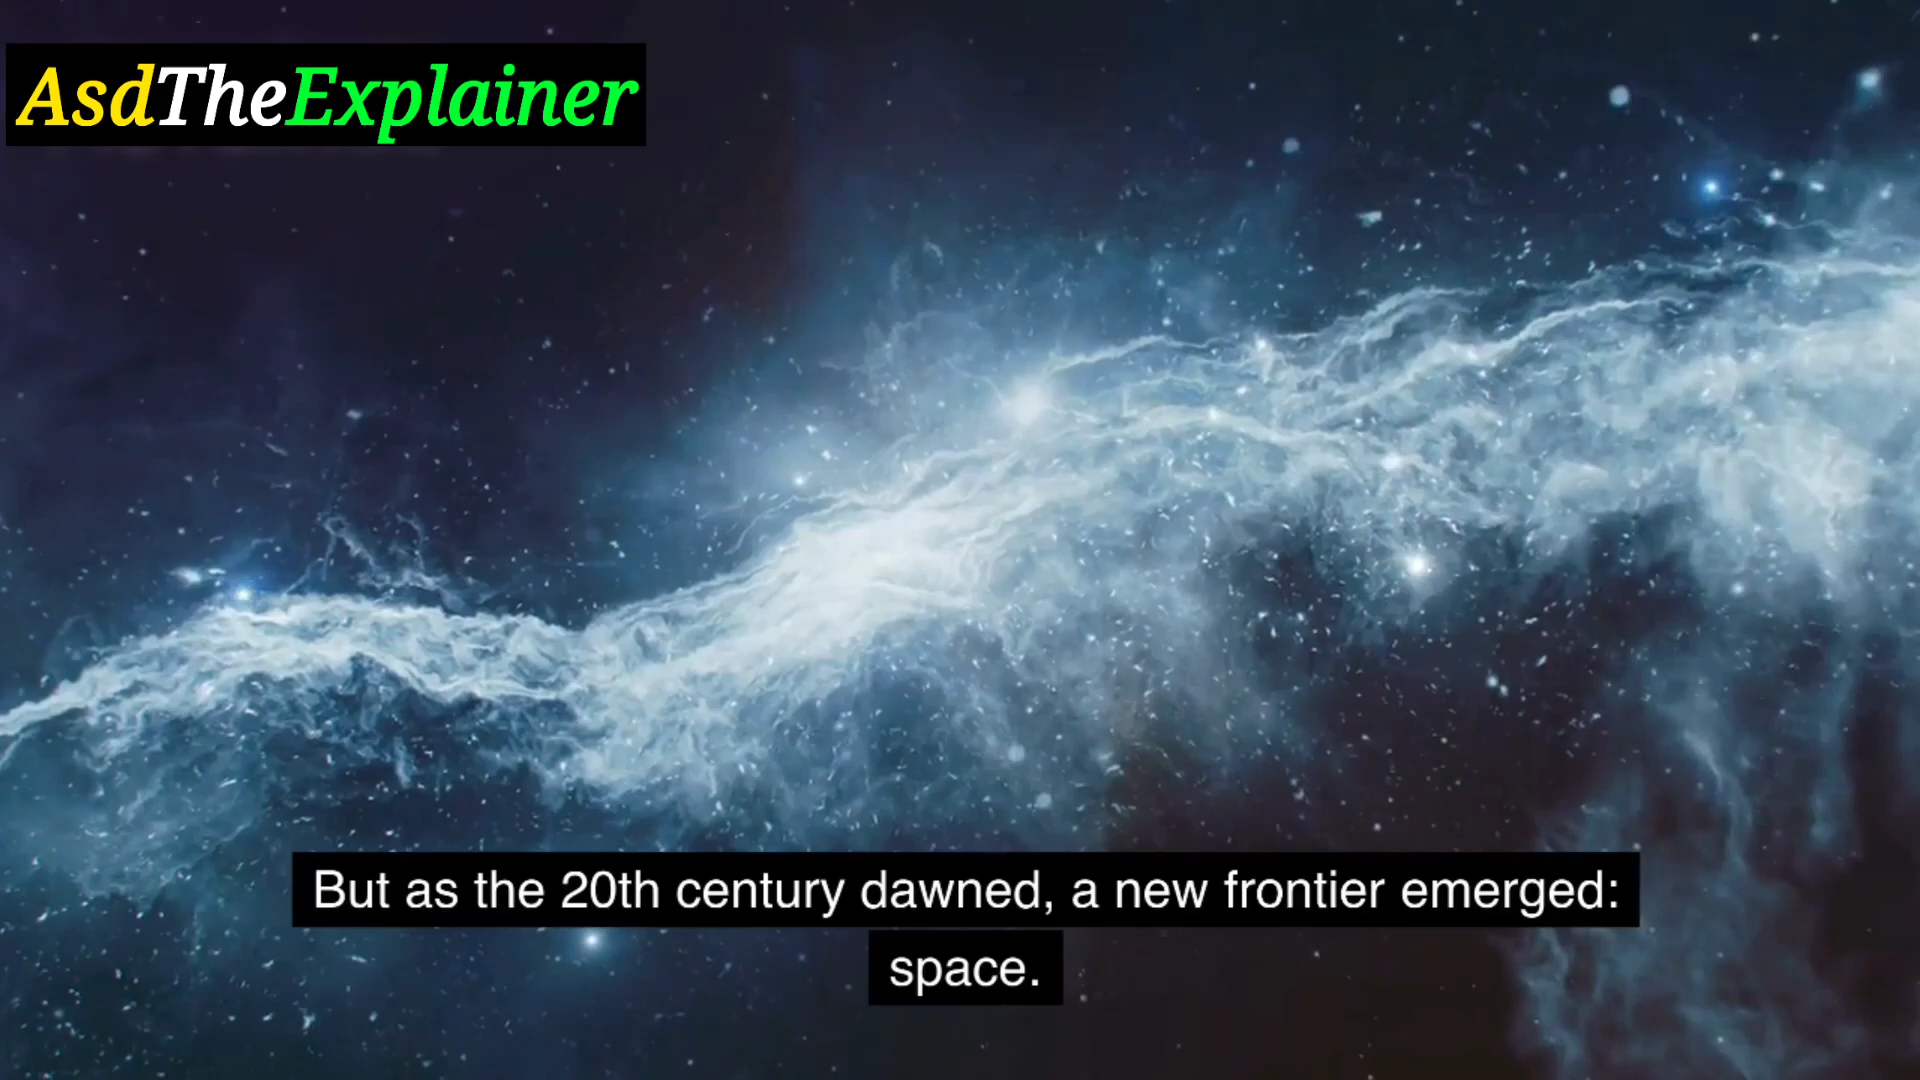 AsdTheExplainer
But as the 20th century dawned, a new frontier emerged:
space.